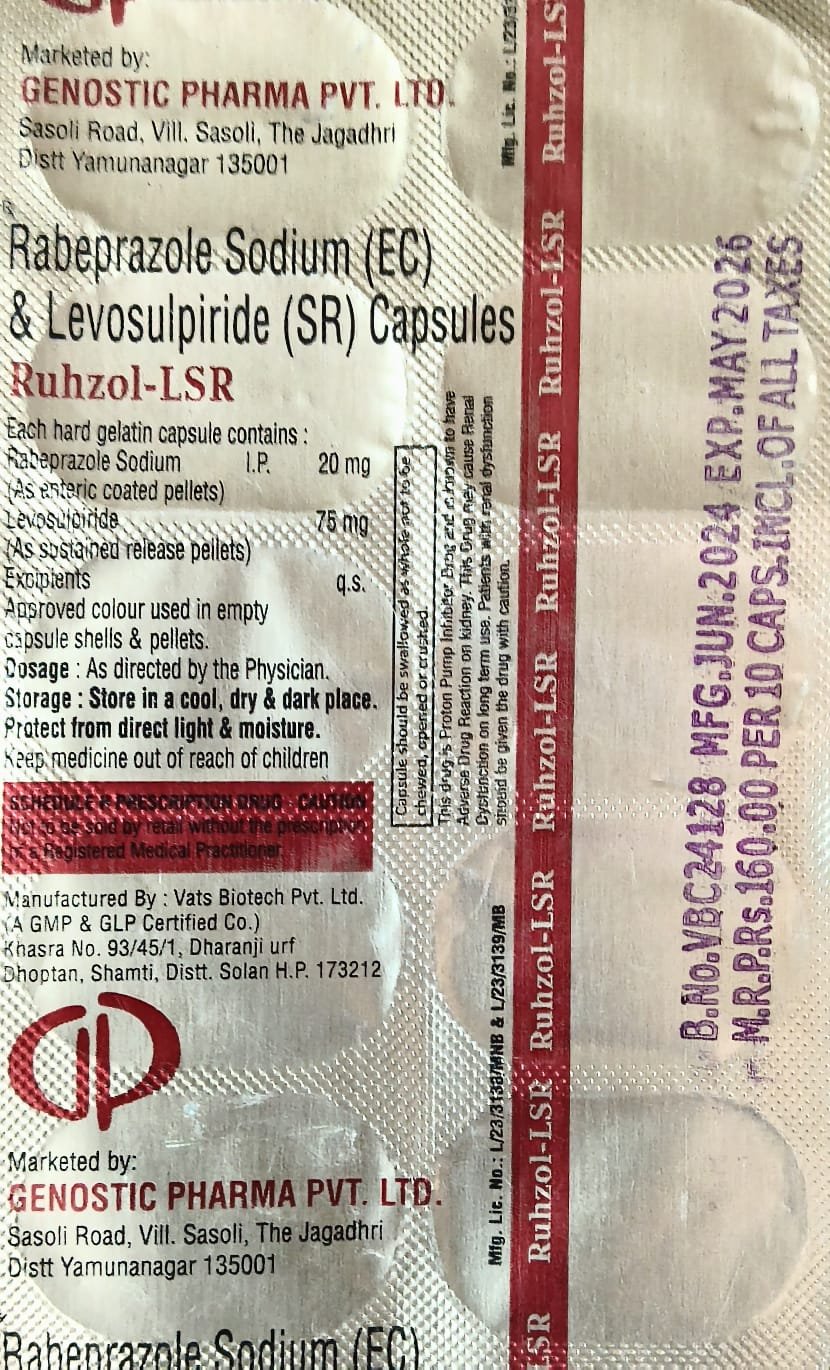 Marketed by:
GENOSTIC PHARMA PVT. LTD.
Sasoli Road, Vill. Sasoli, The Jagadhri
Distt Yamunanagar 135001
Rabeprazole Sodium (EC)
& Levosulpiride (SR) Capsules
Ruhzol-LSR
Each hard gelatin capsule contains :
Rabeprazole Sodium I.P. 20 mg
(As enteric coated pellets)
Levosulpiride 75 mg
(As sustained release pellets)
Excipients q.s.
Approved colour used in empty
capsule shells & pellets.
Dosage : As directed by the Physician.
Storage : Store in a cool, dry & dark place.
Protect from direct light & moisture.
Keep medicine out of reach of children
SCHEDULE H PRESCRIPTION DRUG - CAUTION
Not to be sold by retail without the prescription
of a Registered Medical Practitioner
Manufactured By : Vats Biotech Pvt. Ltd.
(A GMP & GLP Certified Co.)
Khasra No. 93/45/1, Dharanji urf
Dhoptan, Shamti, Distt. Solan H.P. 173212
GP
Marketed by:
GENOSTIC PHARMA PVT. LTD.
Sasoli Road, Vill. Sasoli, The Jagadhri
Distt Yamunanagar 135001
Rabeprazole Sodium (EC)
Capsule should be swallowed as whole not to be
chewed, opened or crushed.
This drug is Proton Pump Inhibitor Drug and is known to have
Adverse Drug Reaction on kidney. This Drug may cause Renal
Dysfunction on long term use. Patients with renal dysfunction
should be given the drug with caution.
Mfg. Lic. No.: L/23/3138/MNB & L/23/3139/MB
Mfg. Lic. No.: L/23/3
LSR Ruhzol-LSR Ruhzol-LSR Ruhzol-LSR Ruhzol-LSR Ruhzol-LSR Ruhzol-LS
B.No.VBC24128 MFG.JUN.2024 EXP.MAY 2026
M.R.P.Rs.160.00 PER 10 CAPS.INCL.OF ALL TAXES